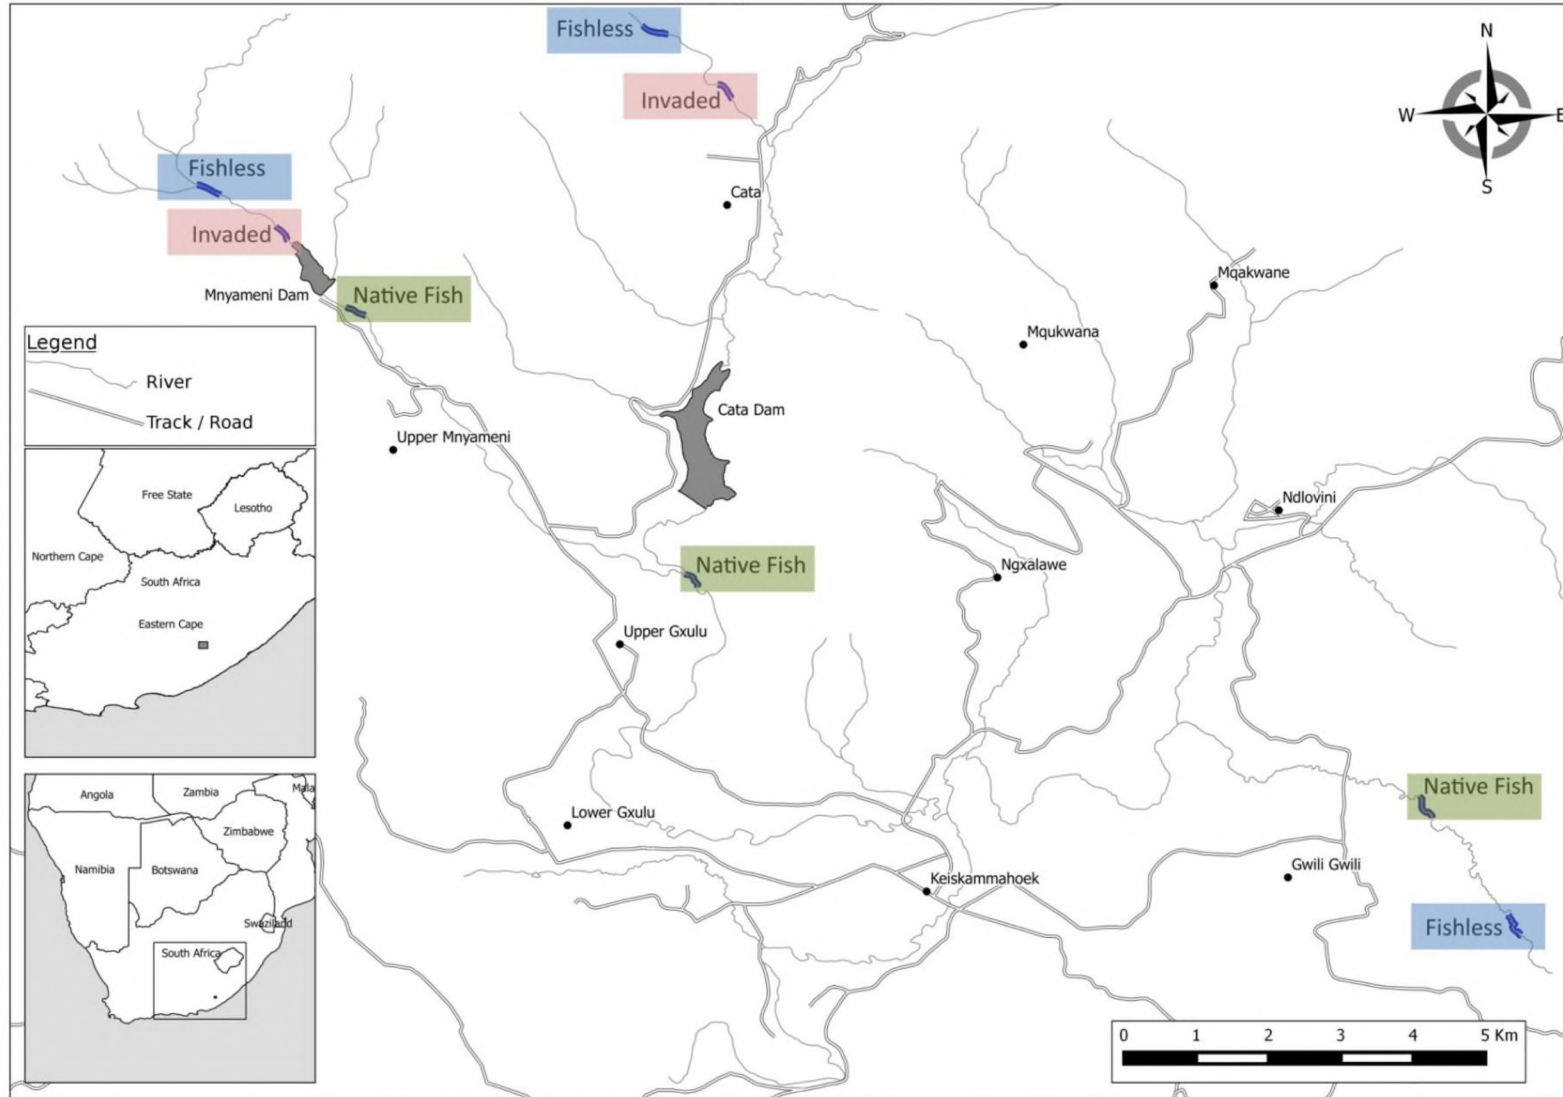 Fishless
Invaded
N
W
E
S
Fishless
Invaded
Cata
Mnyameni Dam
Native Fish
Mqakwane
Mqukwana
Legend
River
Track / Road
Cata Dam
Upper Mnyameni
Ndlovini
Free State
Lesotho
Northern Cape
South Africa
Eastern Cape
Native Fish
Ngxalawe
Upper Gxulu
Angola
Zambia
Mala
Zimbabwe
Namibia
Botswana
Swaziland
South Africa
Lower Gxulu
Native Fish
Gwili Gwili
Keiskammahoek
Fishless
0 1 2 3 4 5 Km